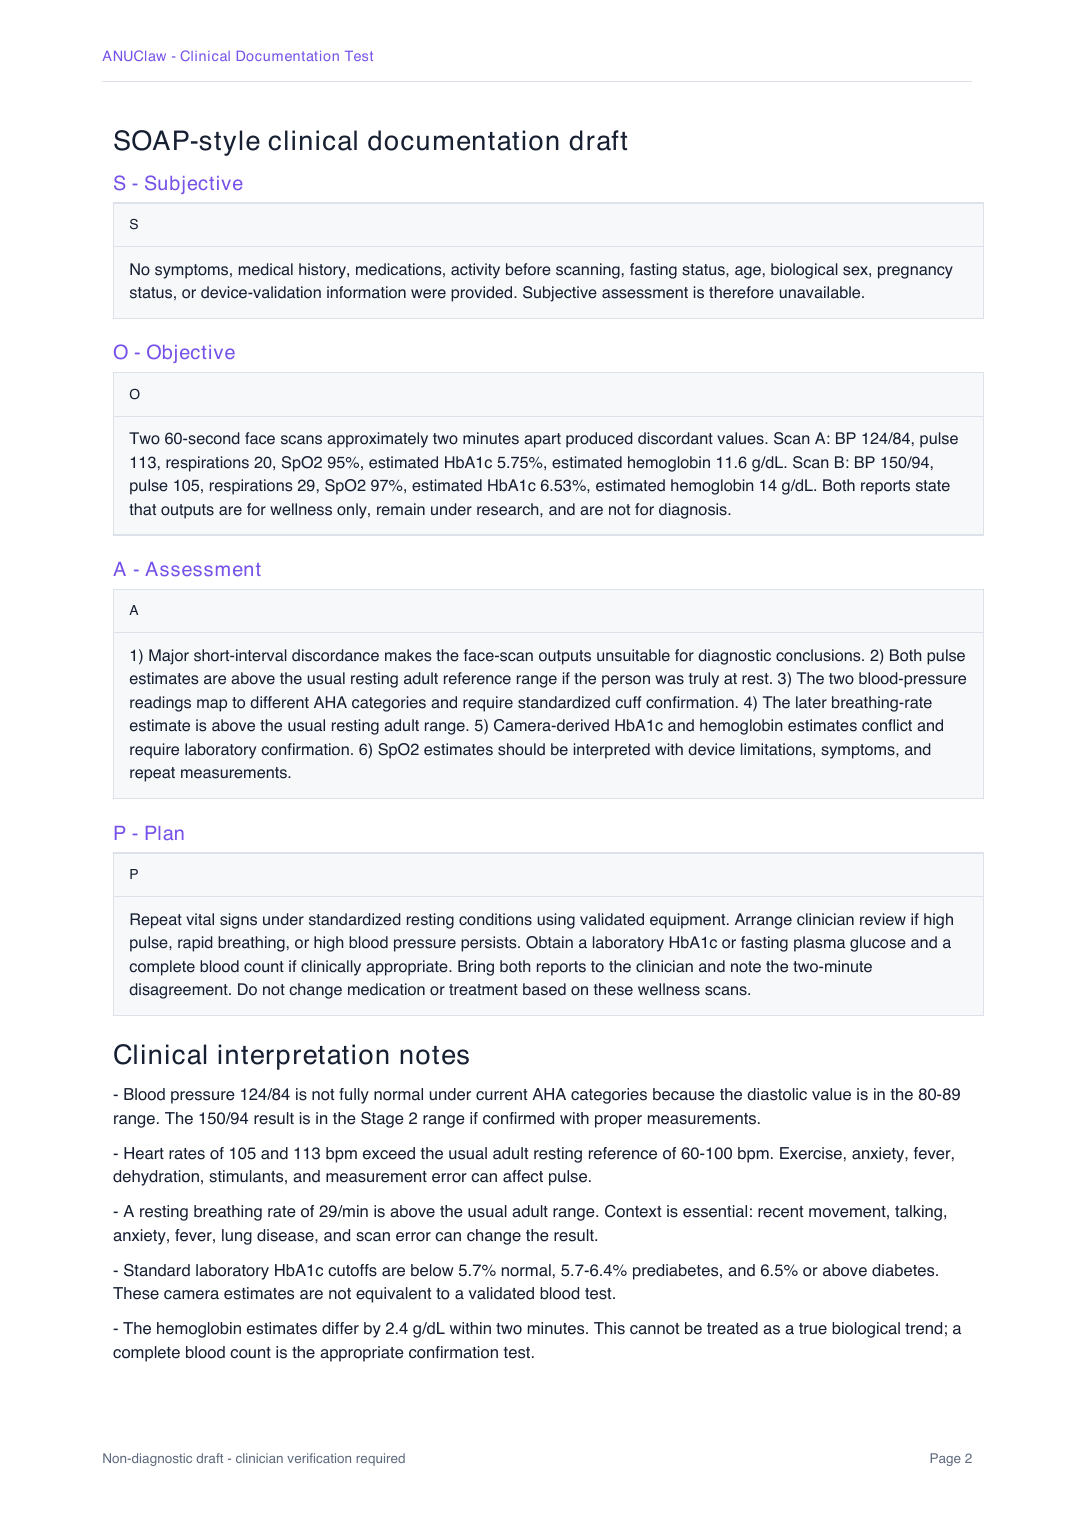 ANUClaw - Clinical Documentation Test
SOAP-style clinical documentation draft
S - Subjective
S
No symptoms, medical history, medications, activity before scanning, fasting status, age, biological sex, pregnancy
status, or device-validation information were provided. Subjective assessment is therefore unavailable.
O - Objective
O
Two 60-second face scans approximately two minutes apart produced discordant values. Scan A: BP 124/84, pulse
113, respirations 20, SpO2 95%, estimated HbA1c 5.75%, estimated hemoglobin 11.6 g/dL. Scan B: BP 150/94,
pulse 105, respirations 29, SpO2 97%, estimated HbA1c 6.53%, estimated hemoglobin 14 g/dL. Both reports state
that outputs are for wellness only, remain under research, and are not for diagnosis.
A - Assessment
A
1) Major short-interval discordance makes the face-scan outputs unsuitable for diagnostic conclusions. 2) Both pulse
estimates are above the usual resting adult reference range if the person was truly at rest. 3) The two blood-pressure
readings map to different AHA categories and require standardized cuff confirmation. 4) The later breathing-rate
estimate is above the usual resting adult range. 5) Camera-derived HbA1c and hemoglobin estimates conflict and
require laboratory confirmation. 6) SpO2 estimates should be interpreted with device limitations, symptoms, and
repeat measurements.
P - Plan
P
Repeat vital signs under standardized resting conditions using validated equipment. Arrange clinician review if high
pulse, rapid breathing, or high blood pressure persists. Obtain a laboratory HbA1c or fasting plasma glucose and a
complete blood count if clinically appropriate. Bring both reports to the clinician and note the two-minute
disagreement. Do not change medication or treatment based on these wellness scans.
Clinical interpretation notes
- Blood pressure 124/84 is not fully normal under current AHA categories because the diastolic value is in the 80-89
range. The 150/94 result is in the Stage 2 range if confirmed with proper measurements.
- Heart rates of 105 and 113 bpm exceed the usual adult resting reference of 60-100 bpm. Exercise, anxiety, fever,
dehydration, stimulants, and measurement error can affect pulse.
- A resting breathing rate of 29/min is above the usual adult range. Context is essential: recent movement, talking,
anxiety, fever, lung disease, and scan error can change the result.
- Standard laboratory HbA1c cutoffs are below 5.7% normal, 5.7-6.4% prediabetes, and 6.5% or above diabetes.
These camera estimates are not equivalent to a validated blood test.
- The hemoglobin estimates differ by 2.4 g/dL within two minutes. This cannot be treated as a true biological trend; a
complete blood count is the appropriate confirmation test.
Non-diagnostic draft - clinician verification required
Page 2